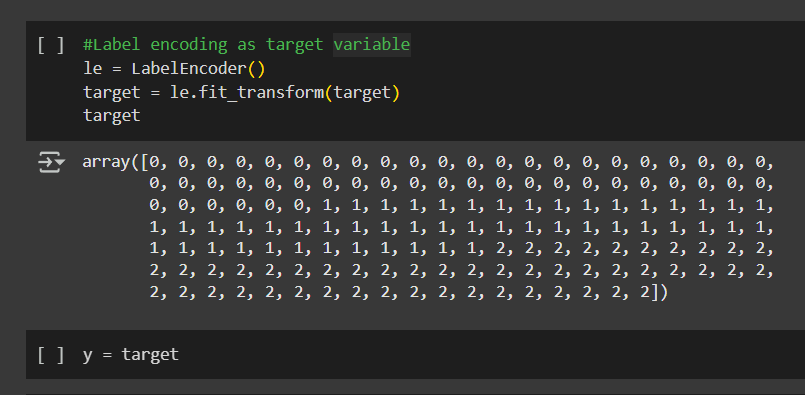 [ ] #Label encoding as target variable
le = LabelEncoder()
target = le.fit_transform(target)
target
array([0, 0, 0, 0, 0, 0, 0, 0, 0, 0, 0, 0, 0, 0, 0, 0, 0, 0, 0, 0, 0, 0,
0, 0, 0, 0, 0, 0, 0, 0, 0, 0, 0, 0, 0, 0, 0, 0, 0, 0, 0, 0, 0, 0,
0, 0, 0, 0, 0, 0, 1, 1, 1, 1, 1, 1, 1, 1, 1, 1, 1, 1, 1, 1, 1, 1,
1, 1, 1, 1, 1, 1, 1, 1, 1, 1, 1, 1, 1, 1, 1, 1, 1, 1, 1, 1, 1, 1,
1, 1, 1, 1, 1, 1, 1, 1, 1, 1, 1, 1, 2, 2, 2, 2, 2, 2, 2, 2, 2, 2,
2, 2, 2, 2, 2, 2, 2, 2, 2, 2, 2, 2, 2, 2, 2, 2, 2, 2, 2, 2, 2, 2,
2, 2, 2, 2, 2, 2, 2, 2, 2, 2, 2, 2, 2, 2, 2, 2, 2, 2])
[ ] y = target